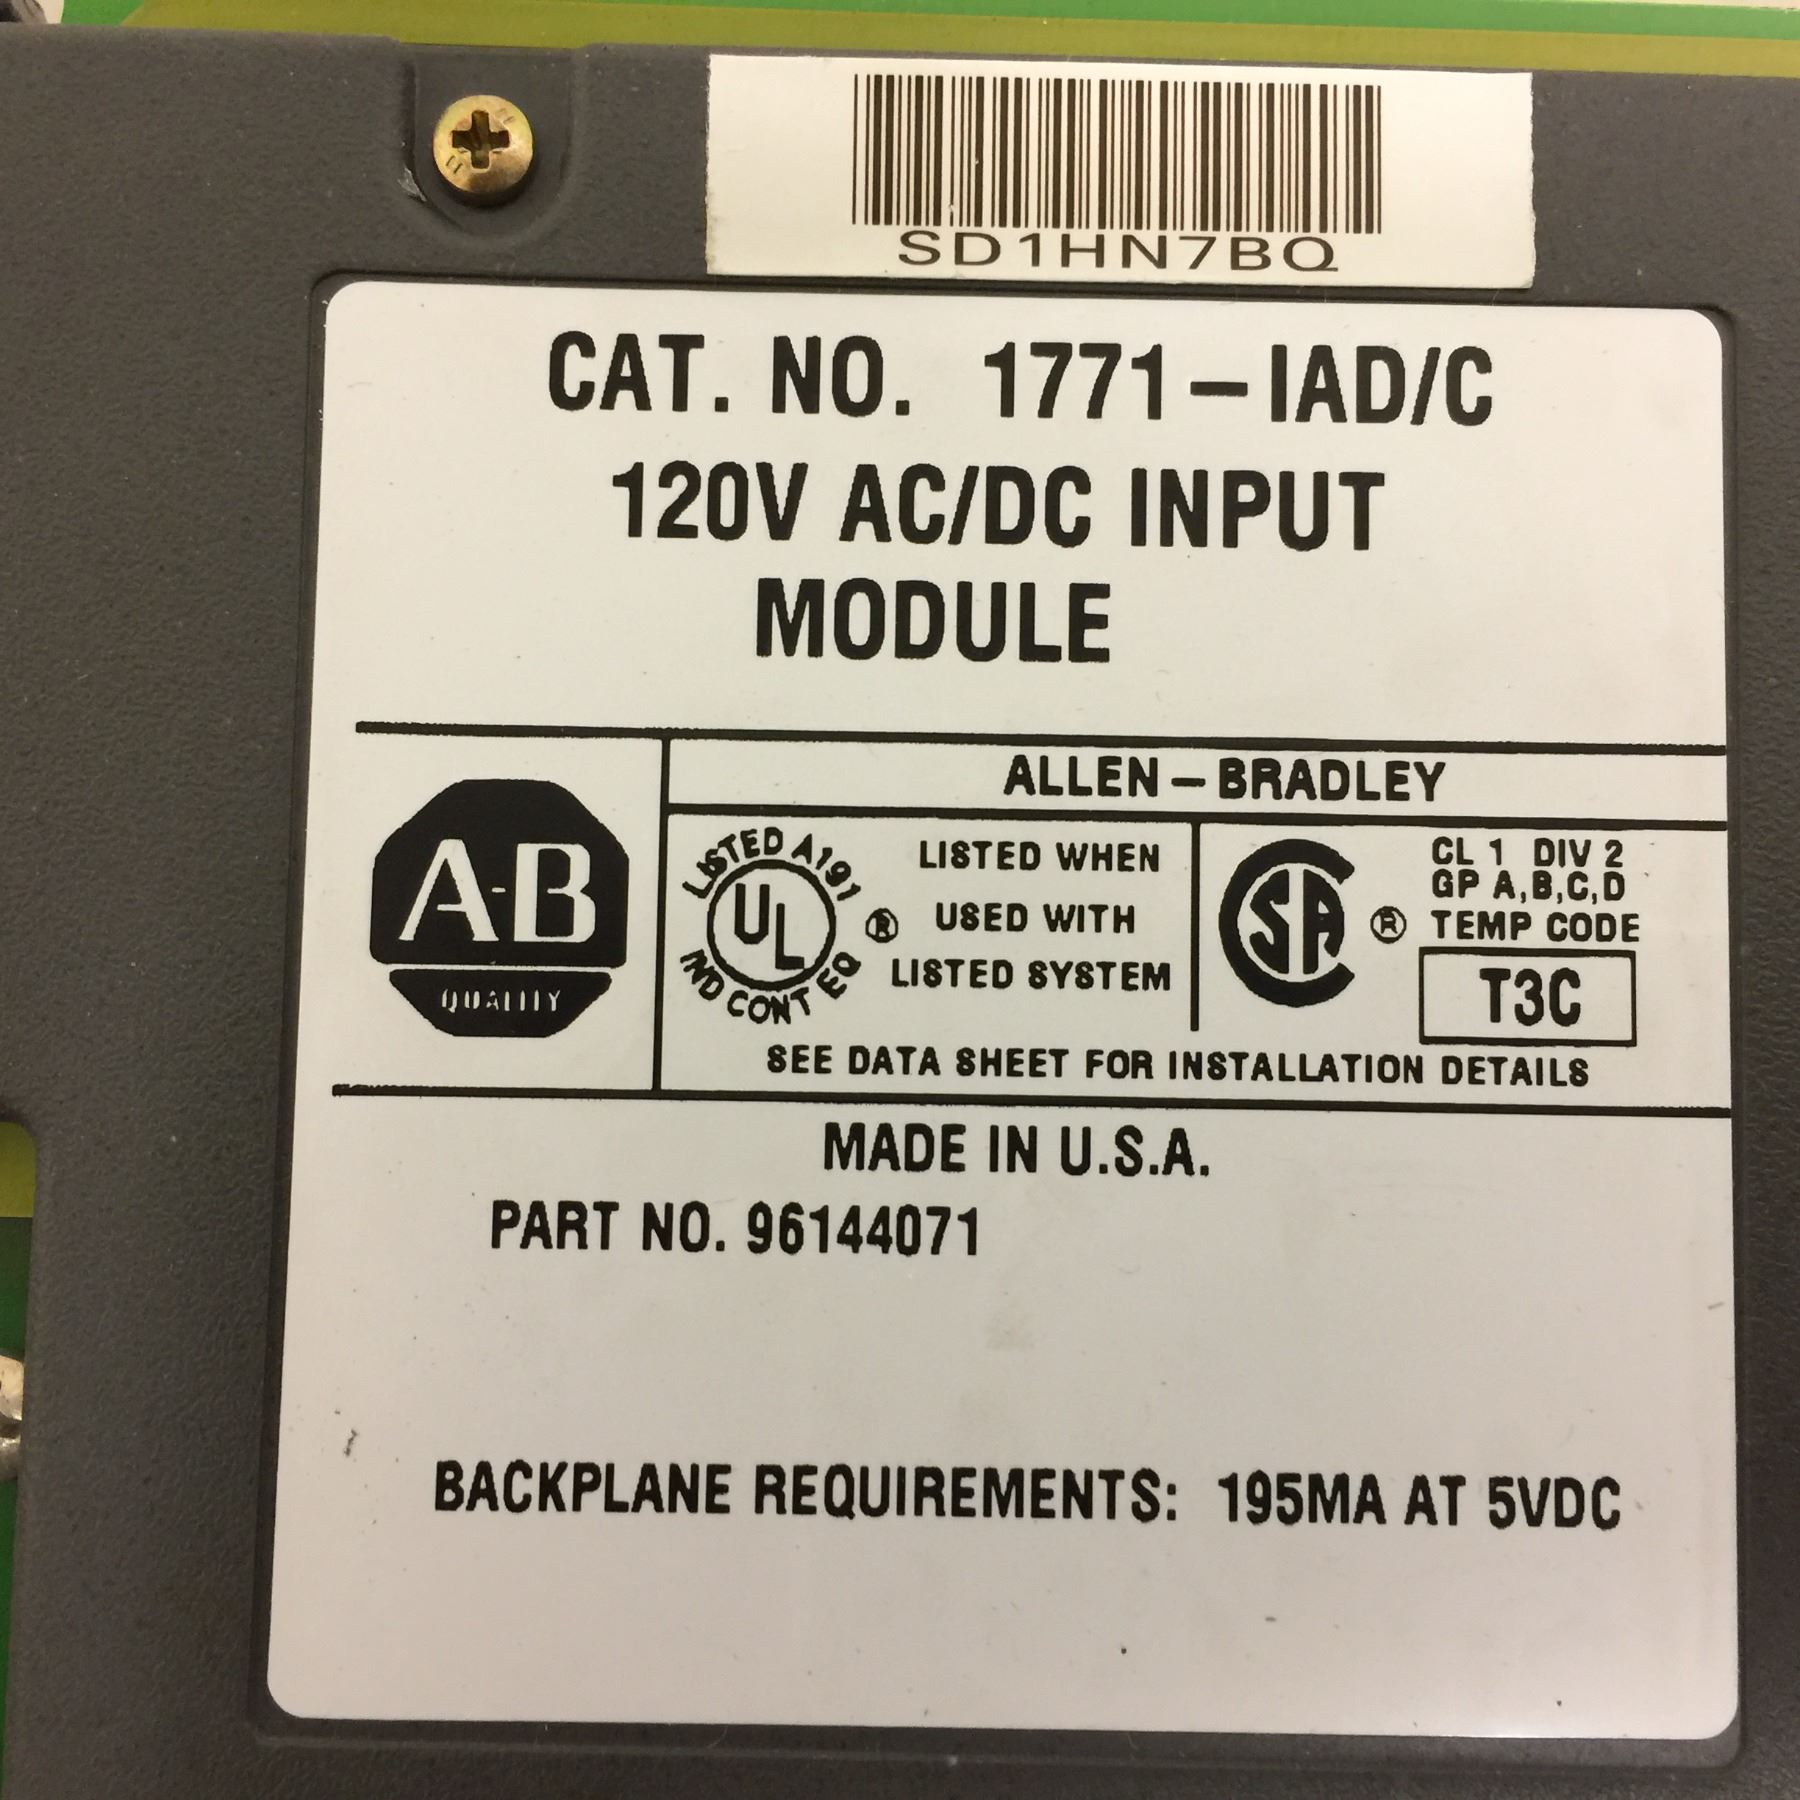 SD1HN7BQ
CAT. NO. 1771-IAD/C
120V AC/DC INPUT
MODULE
ALLEN-BRADLEY
A-B
QUALITY
LISTED A191
UL
IND CONT EQ
®
LISTED WHEN
USED WITH
LISTED SYSTEM
SA
®
CL 1 DIV 2
GP A,B,C,D
TEMP CODE
T3C
SEE DATA SHEET FOR INSTALLATION DETAILS
MADE IN U.S.A.
PART NO. 96144071
BACKPLANE REQUIREMENTS: 195MA AT 5VDC